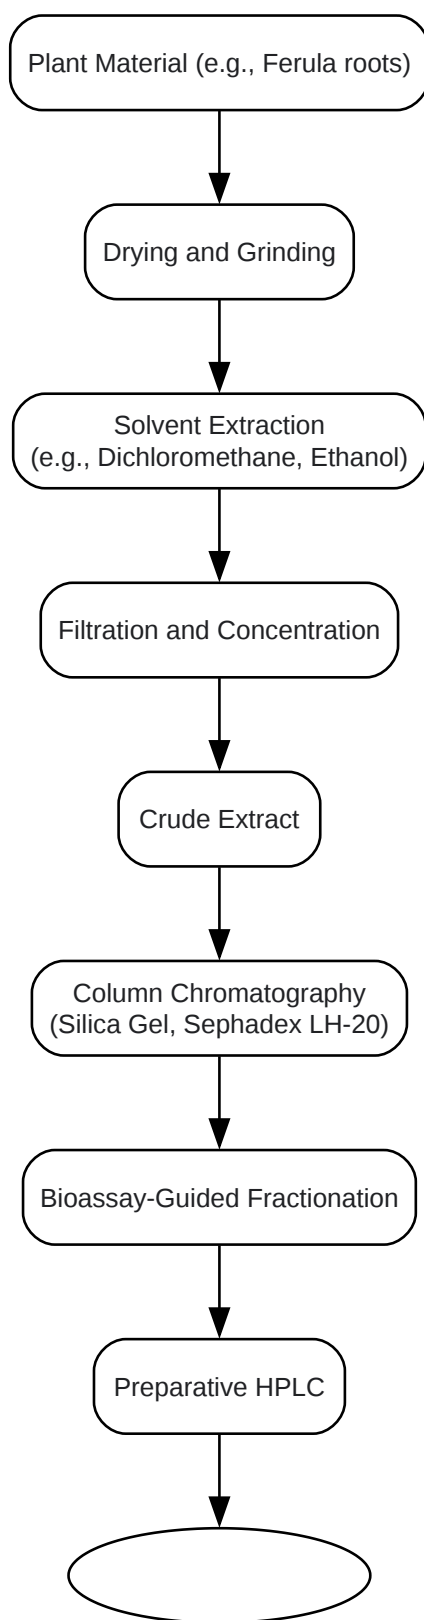 Plant Material (e.g., Ferula roots)
Drying and Grinding
Solvent Extraction
(e.g., Dichloromethane, Ethanol)
Filtration and Concentration
Crude Extract
Column Chromatography
(Silica Gel, Sephadex LH-20)
Bioassay-Guided Fractionation
Preparative HPLC